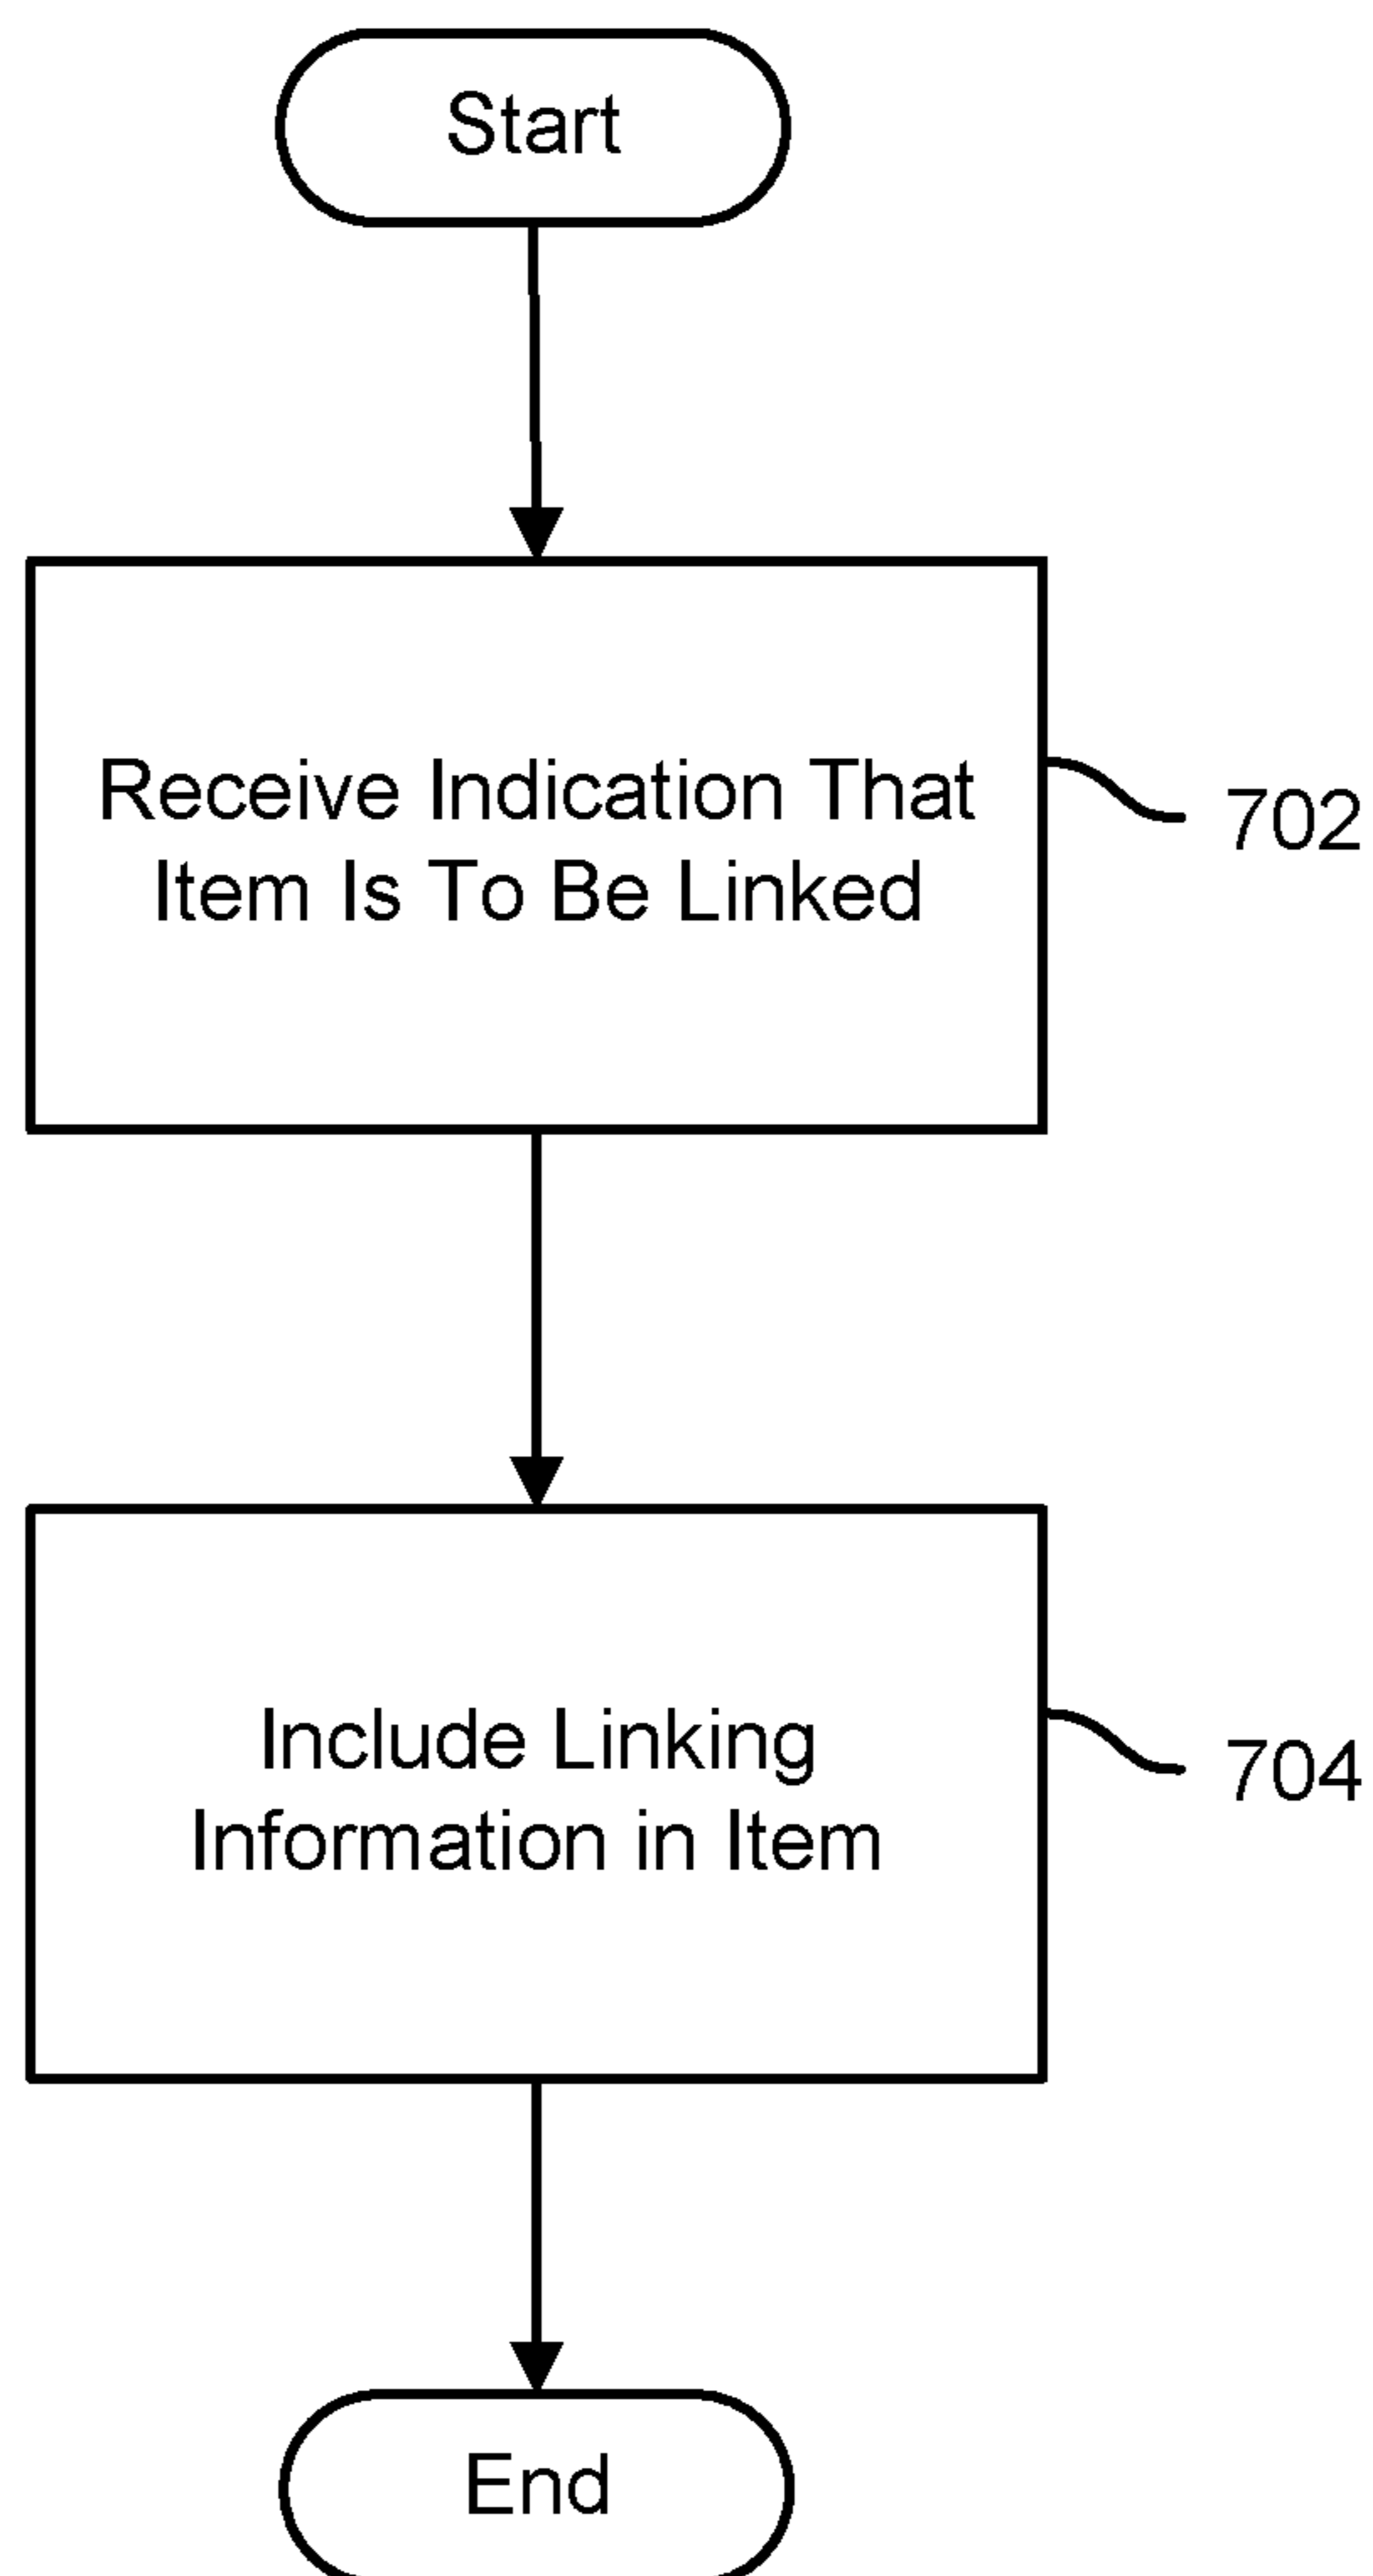 Start
Receive Indication That
Item Is To Be Linked
702
Include Linking
Information in Item
704
End